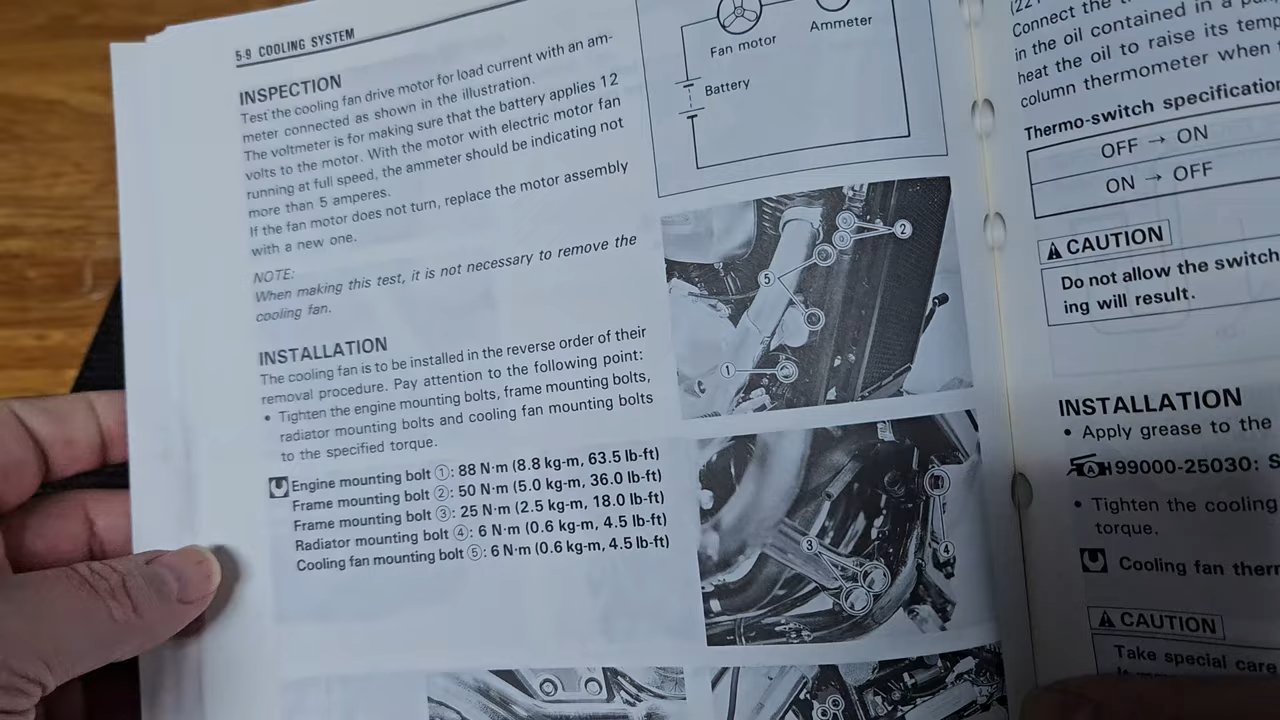 5-9 COOLING SYSTEM
INSPECTION
Test the cooling fan drive motor for load current with an am-
meter connected as shown in the illustration.
The voltmeter is for making sure that the battery applies 12
volts to the motor. With the motor with electric motor fan
running at full speed, the ammeter should be indicating not
more than 5 amperes.
If the fan motor does not turn, replace the motor assembly
with a new one.
NOTE:
When making this test, it is not necessary to remove the
cooling fan.
INSTALLATION
The cooling fan is to be installed in the reverse order of their
removal procedure. Pay attention to the following point:
• Tighten the engine mounting bolts, frame mounting bolts,
radiator mounting bolts and cooling fan mounting bolts
to the specified torque.
Engine mounting bolt ①: 88 N·m (8.8 kg-m, 63.5 lb-ft)
Frame mounting bolt ②: 50 N·m (5.0 kg-m, 36.0 lb-ft)
Frame mounting bolt ③: 25 N·m (2.5 kg-m, 18.0 lb-ft)
Radiator mounting bolt ④: 6 N·m (0.6 kg-m, 4.5 lb-ft)
Cooling fan mounting bolt ⑤: 6 N·m (0.6 kg-m, 4.5 lb-ft)
Fan motor
Ammeter
Battery
②
⑤
①
③
④
Connect the
in the oil contained in a
heat the oil to raise its
column thermometer when
Thermo-switch
OFF → ON
ON → OFF
CAUTION
Do not allow the switch
ing will result.
INSTALLATION
• Apply grease to the
99000-25030:
• Tighten the cooling
torque.
Cooling fan
CAUTION
Take special care